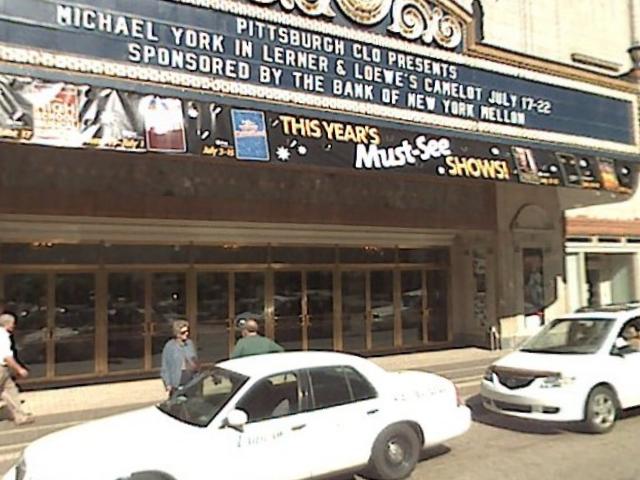 PITTSBURGH CLO PRESENTS
MICHAEL YORK IN LERNER & LOEWE'S CAMELOT JULY 17-22
SPONSORED BY THE BANK OF NEW YORK MELLON
THIS YEAR'S
Must-See
SHOWS!
July 3-15